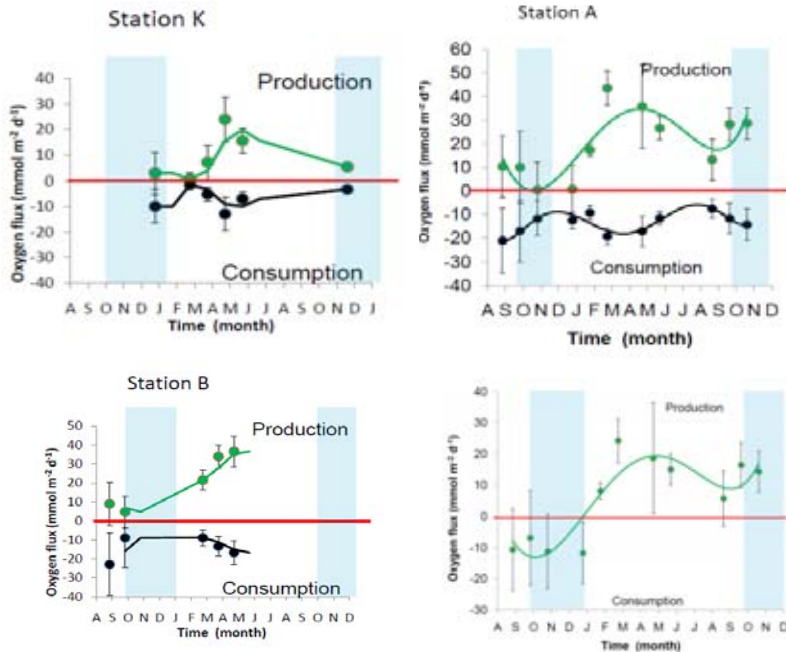 Station K
Oxygen flux (mmol m⁻² d⁻¹)
40
30
20
10
0
-10
-20
-30
-40
Production
Consumption
A S O N D J F M A M J J A S O N D J
Time (month)
Station A
Oxygen flux (mmol m⁻² d⁻¹)
60
50
40
30
20
10
0
-10
-20
-30
-40
Production
Consumption
A S O N D J F M A M J J A S O N D
Time (month)
Station B
Oxygen flux (mmol m⁻² d⁻¹)
50
40
30
20
10
0
-10
-20
-30
-40
Production
Consumption
A S O N D J F M A M J J A S O N D
Time (month)
Oxygen flux (mmol m⁻² d⁻¹)
40
30
20
10
0
-10
-20
-30
Production
Consumption
A S O N D J F M A M J J A S O N D
Time (month)